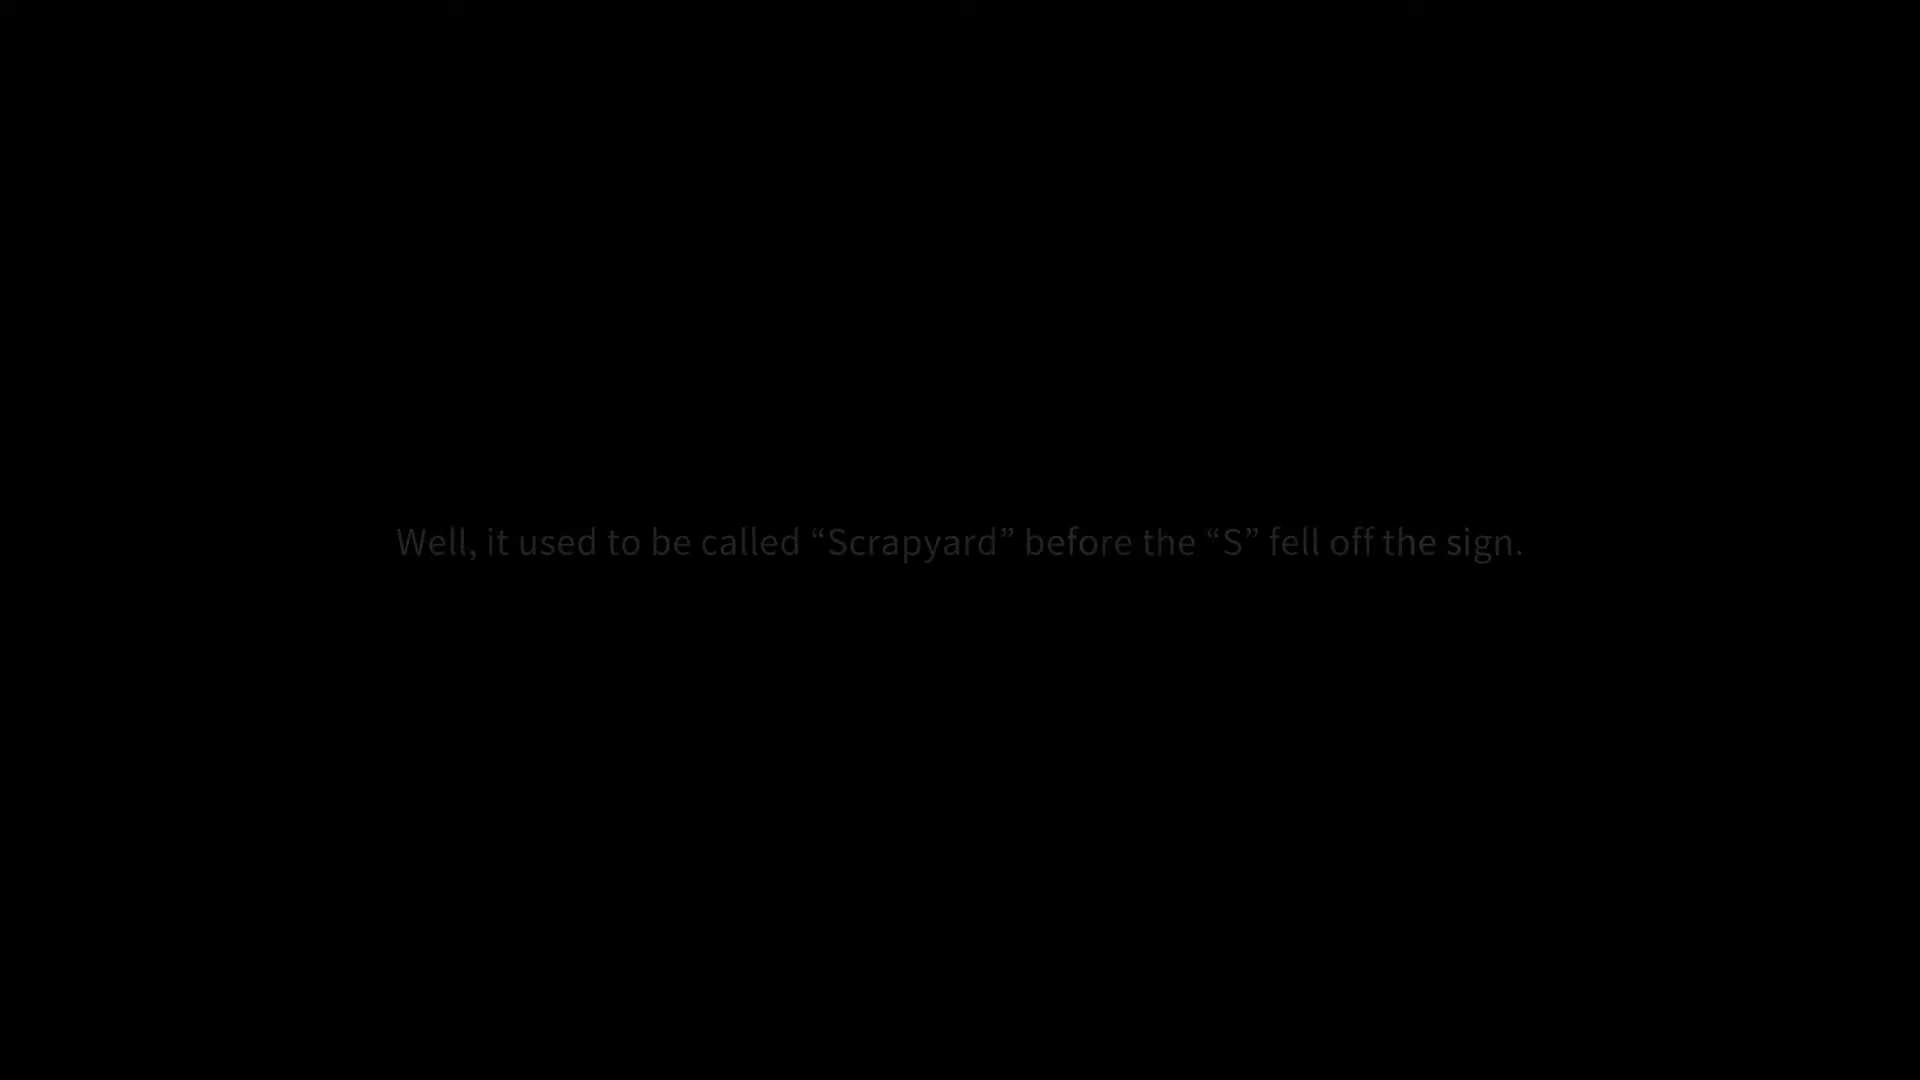 Well, it used to be called “Scrapyard” before the “S” fell off the sign.